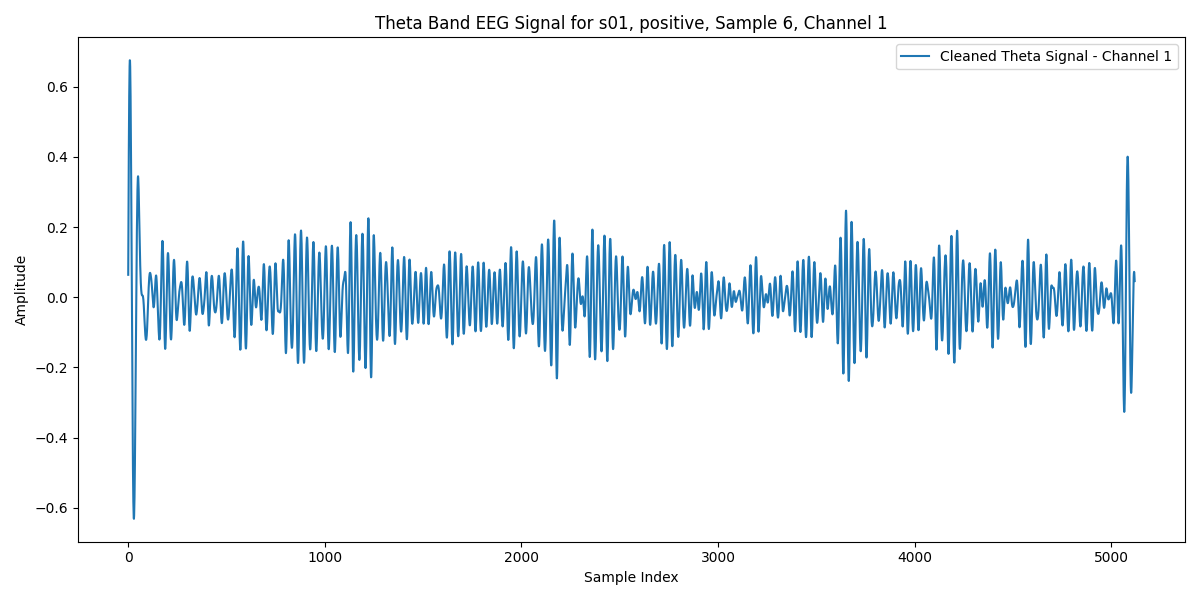 Theta Band EEG Signal for s01, positive, Sample 6, Channel 1
Cleaned Theta Signal - Channel 1
Amplitude
0.6
0.4
0.2
0.0
−0.2
−0.4
−0.6
0 1000 2000 3000 4000 5000
Sample Index